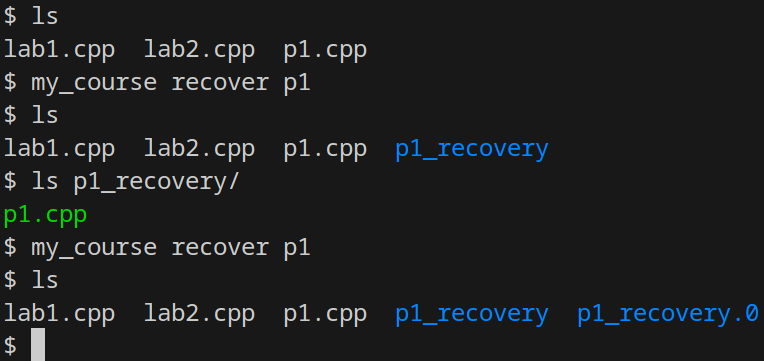 $ ls
lab1.cpp  lab2.cpp  p1.cpp
$ my_course recover p1
$ ls
lab1.cpp  lab2.cpp  p1.cpp  p1_recovery
$ ls p1_recovery/
p1.cpp
$ my_course recover p1
$ ls
lab1.cpp  lab2.cpp  p1.cpp  p1_recovery  p1_recovery.0
$